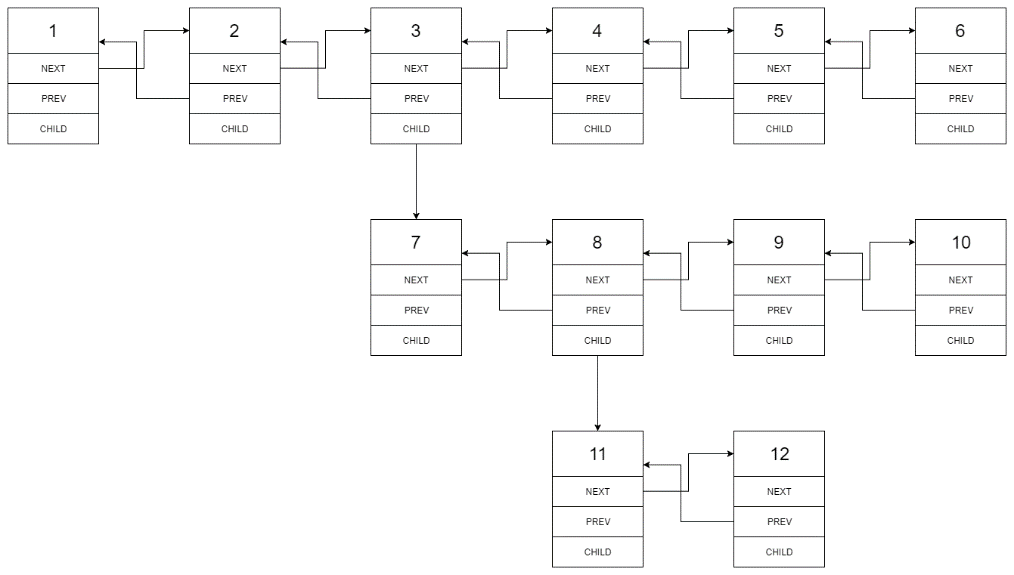 1 2 3 4 5 6
NEXT NEXT NEXT NEXT NEXT NEXT
PREV PREV PREV PREV PREV PREV
CHILD CHILD CHILD CHILD CHILD CHILD
7 8 9 10
NEXT NEXT NEXT NEXT
PREV PREV PREV PREV
CHILD CHILD CHILD CHILD
11 12
NEXT NEXT
PREV PREV
CHILD CHILD